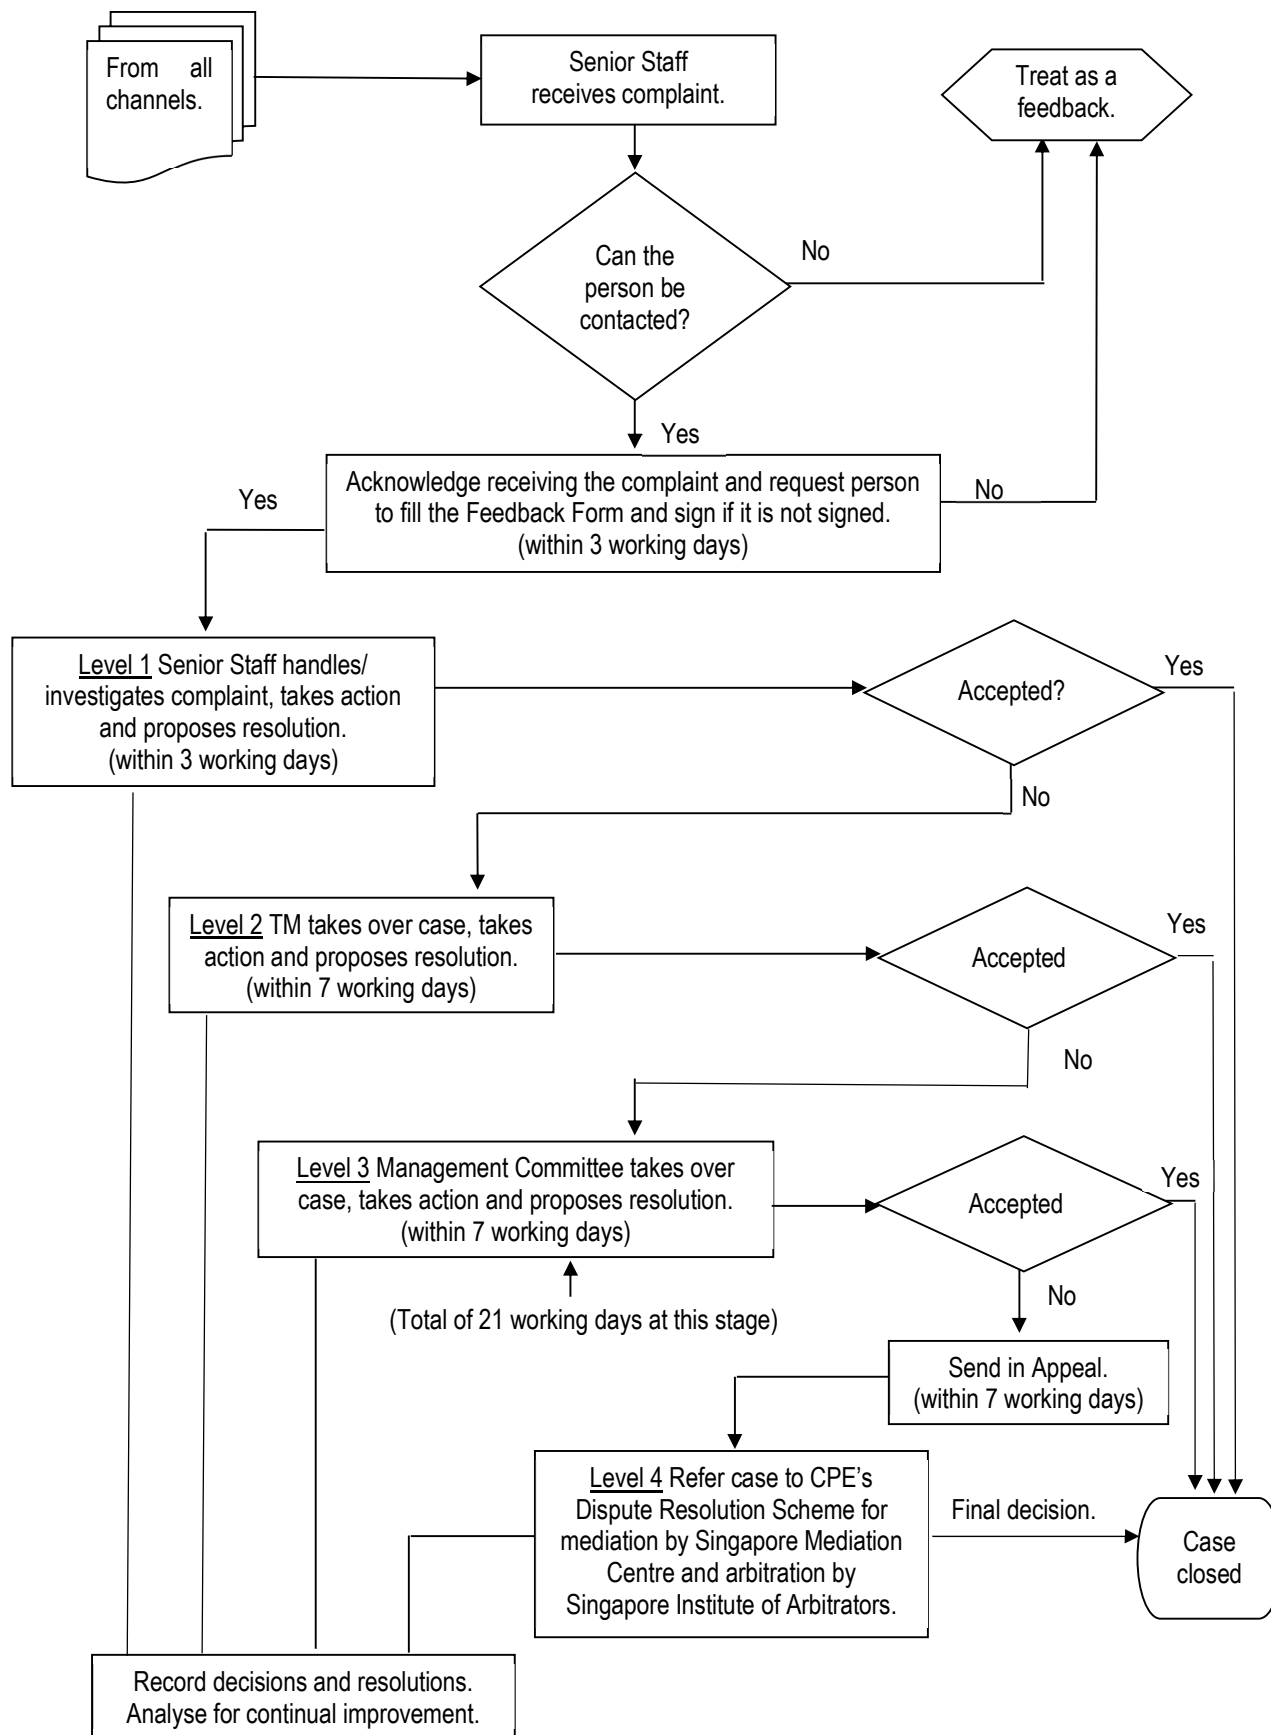 From all
channels.
Senior Staff
receives complaint.
Treat as a
feedback.
Can the
person be
contacted?
No
Yes
Acknowledge receiving the complaint and request person
to fill the Feedback Form and sign if it is not signed.
(within 3 working days)
Yes
No
Level 1 Senior Staff handles/
investigates complaint, takes action
and proposes resolution.
(within 3 working days)
Accepted?
Yes
No
Level 2 TM takes over case, takes
action and proposes resolution.
(within 7 working days)
Accepted
Yes
No
Level 3 Management Committee takes over
case, takes action and proposes resolution.
(within 7 working days)
Accepted
Yes
No
(Total of 21 working days at this stage)
Send in Appeal.
(within 7 working days)
Level 4 Refer case to CPE’s
Dispute Resolution Scheme for
mediation by Singapore Mediation
Centre and arbitration by
Singapore Institute of Arbitrators.
Final decision.
Case
closed
Record decisions and resolutions.
Analyse for continual improvement.